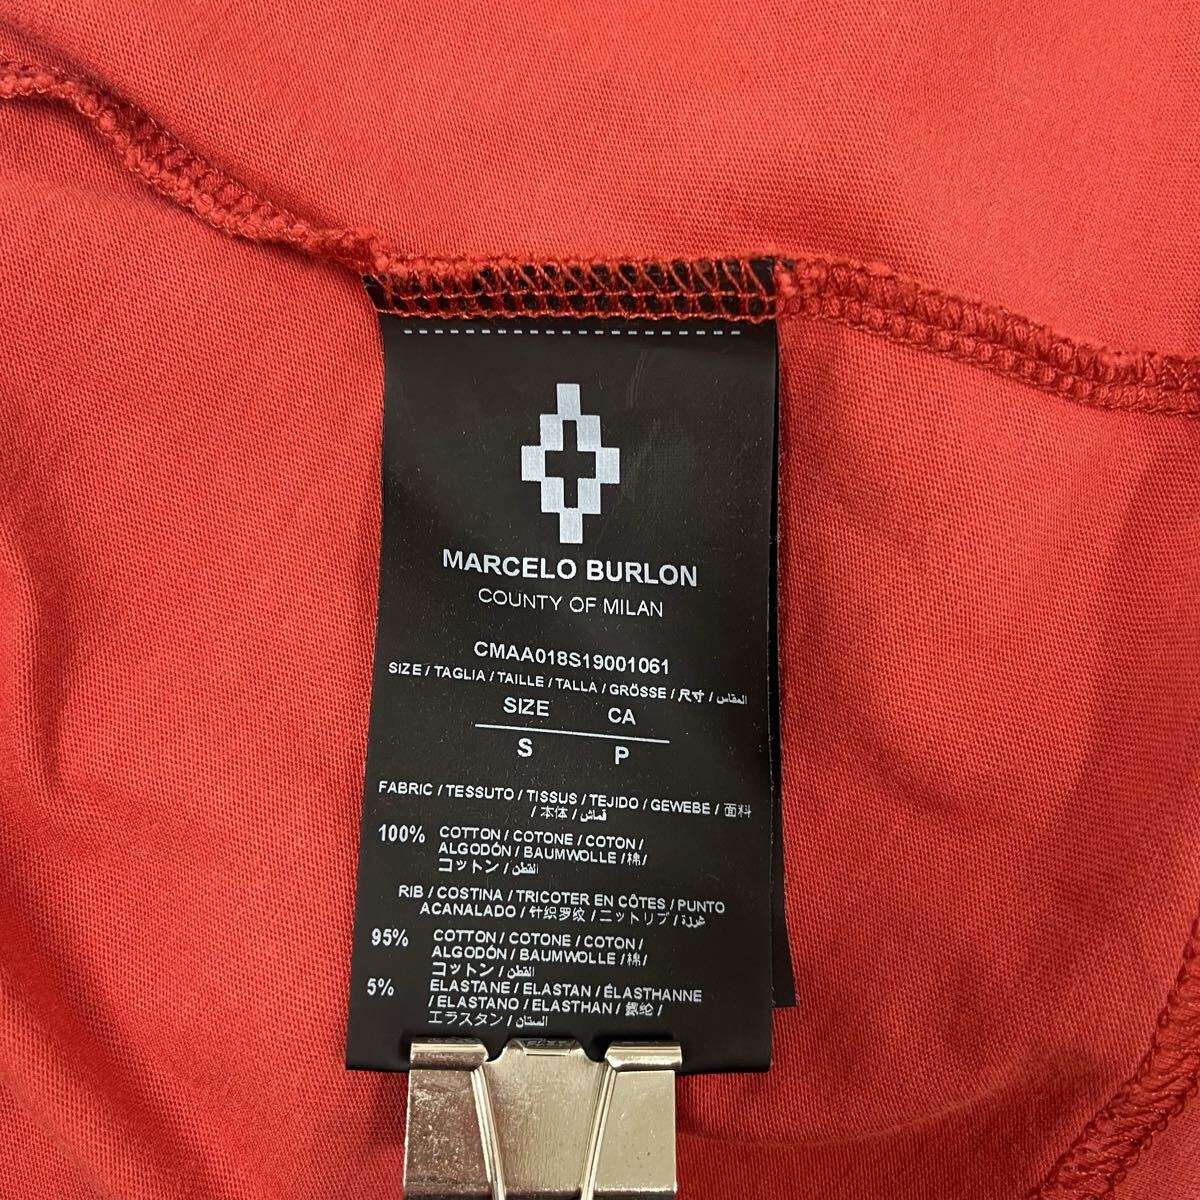 MARCELO BURLON
COUNTY OF MILAN
CMAA018S19001061
SIZE / TAGLIA / TAILLE / TALLA / GRÖSSE / 尺寸 / المقاس
SIZE CA
S P
FABRIC / TESSUTO / TISSUS / TEJIDO / GEWEBE / 面料
/ 本体 / قماش
100% COTTON / COTONE / COTON /
ALGODÓN / BAUMWOLLE / 棉 /
コットン / القطن
RIB / COSTINA / TRICOTER EN CÔTES / PUNTO
ACANALADO / 针织罗纹 / ニットリブ / غرزة
95% COTTON / COTONE / COTON /
ALGODÓN / BAUMWOLLE / 棉 /
コットン / القطن
5% ELASTANE / ELASTAN / ÉLASTHANNE
/ ELASTANO / ELASTHAN / 氨纶 /
エラスタン / الستان